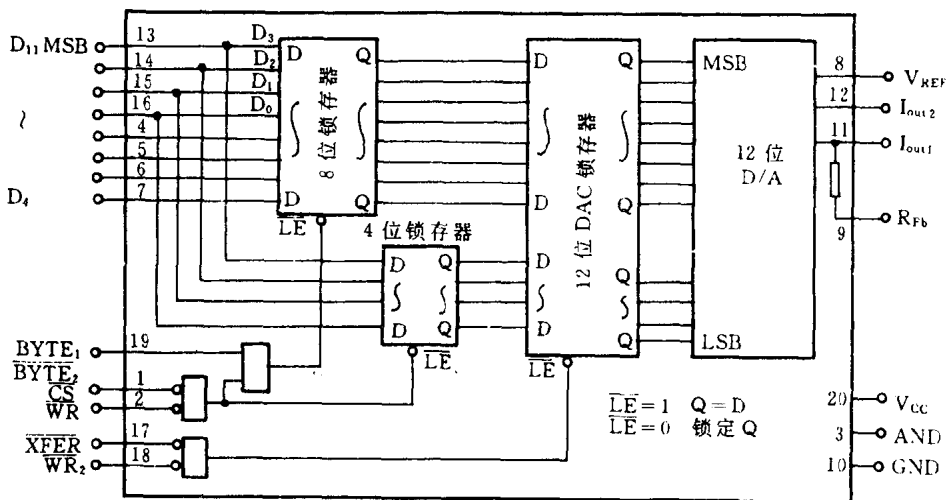 D₁₁ MSB
13
14
15
16
4
5
6
7
~
D₄
D₃
D₂
D₁
D₀
D
Q
8 位锁存器
D
Q
LE
4 位锁存器
D
Q
D
Q
LE
D
Q
12 位 DAC 锁存器
D
Q
D
Q
D
Q
LE
MSB
12 位
D/A
LSB
8
V_REF
12
I_out2
11
I_out1
R_Fb
9
BYTE₁
19
BYTE₂
1
CS
2
WR
17
XFER
18
WR₂
LE=1 Q=D
LE=0 锁定 Q
20
V_CC
3
AND
10
GND